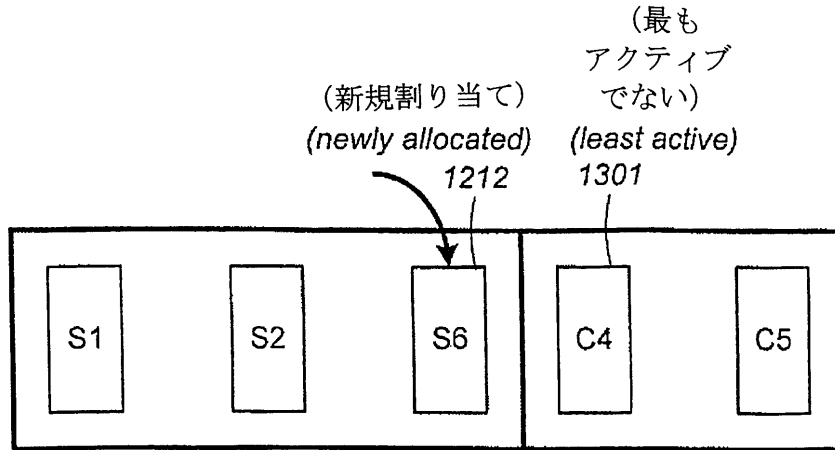 (最も
アクティブ
でない)
(新規割り当て)
(newly allocated)
(least active)
1212
1301
S1
S2
S6
C4
C5